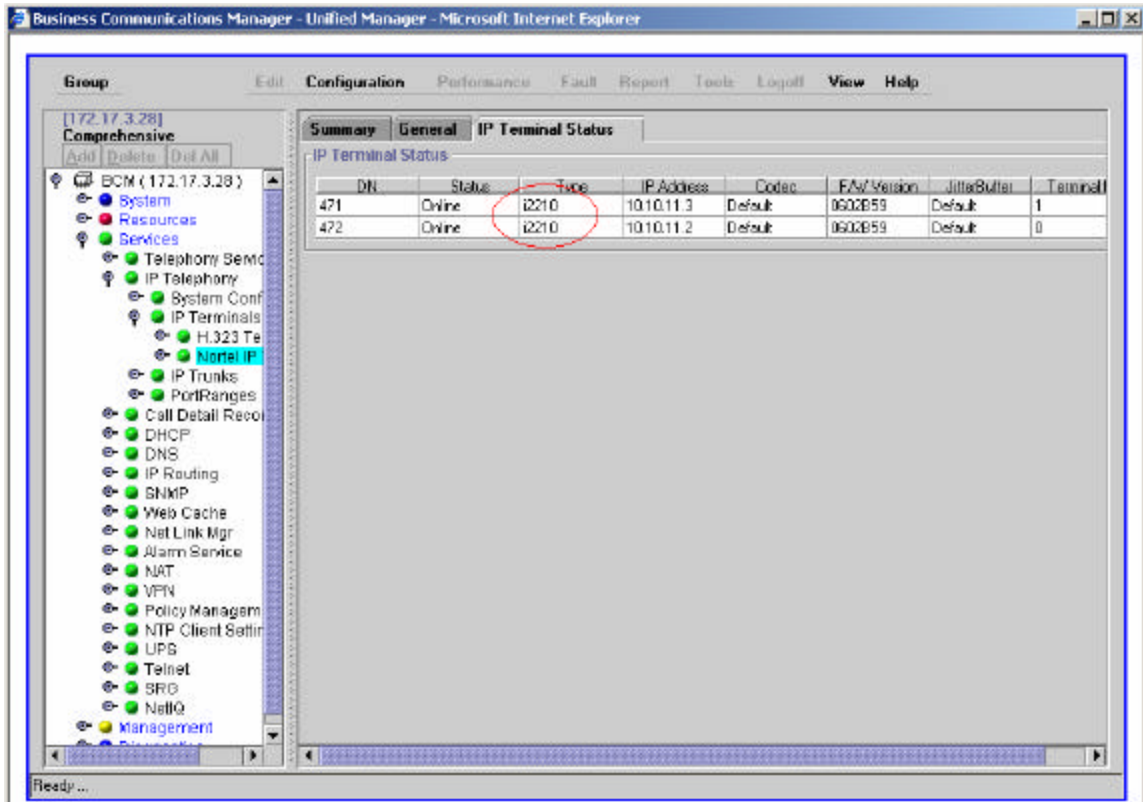 Business Communications Manager - Unified Manager - Microsoft Internet Explorer
Group Edit Configuration Performance Fault Report Tools Logoff View Help
[172.17.3.28]
Comprehensive
Add Delete Del All
BCM (172.17.3.28)
System
Resources
Services
Telephony Servic
IP Telephony
System Conf
IP Terminals
H.323 Te
Nortel IP
IP Trunks
PortRanges
Call Detail Recor
DHCP
DNS
IP Routing
SNMP
Web Cache
Net Link Mgr
Alarm Service
NAT
VPN
Policy Managem
NTP Client Settin
UPS
Telnet
SRG
NetIQ
Management
Summary General IP Terminal Status
IP Terminal Status
DN Status Type IP Address Codec F/W Version JitterBuffer Terminal
471 Online i2210 10.10.11.3 Default 0602B59 Default 1
472 Online i2210 10.10.11.2 Default 0602B59 Default 0
Ready ...